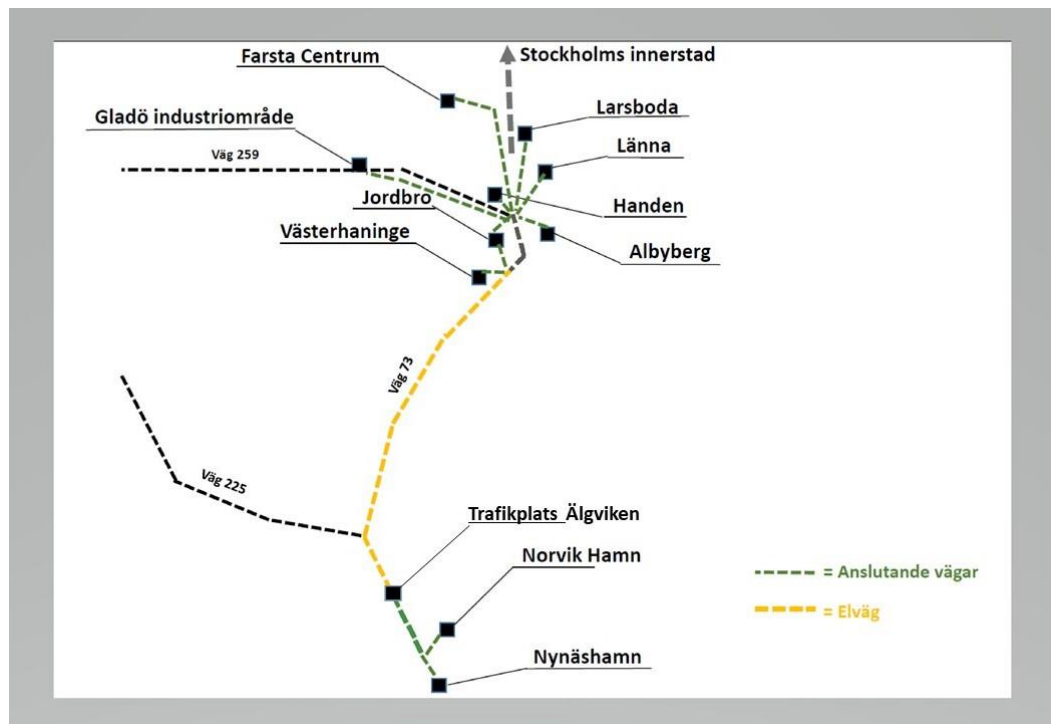 Farsta Centrum
Stockholms innerstad
Larsboda
Gladö industriområde
Länna
Väg 259
Jordbro
Handen
Västerhaninge
Albyberg
Väg 73
Väg 225
Trafikplats Älgviken
Norvik Hamn
= Anslutande vägar
= Elväg
Nynäshamn